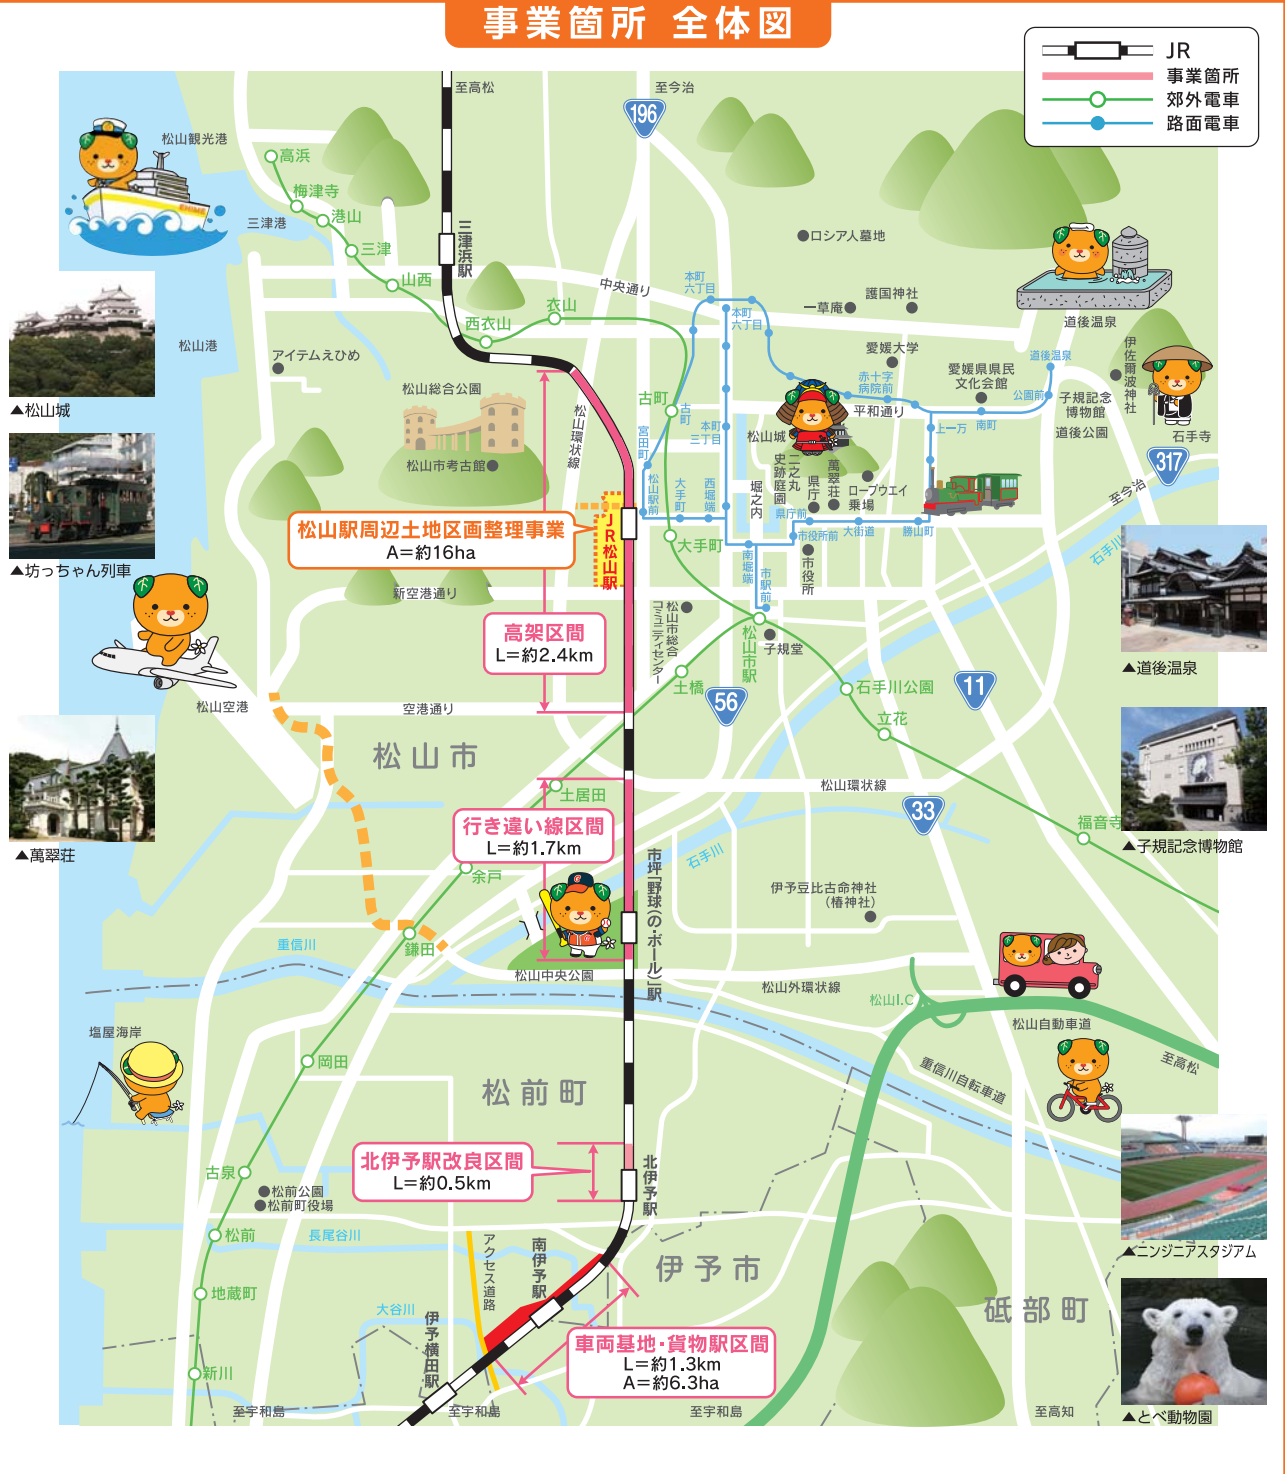 事業箇所 全体図
JR
事業箇所
郊外電車
路面電車
至高松
至今治
196
松山観光港
高浜
梅津寺
港山
三津港
三津
山西
三津浜駅
ロシア人墓地
中央通り
本町
六丁目
本町
六丁目
衣山
西衣山
一草庵
護国神社
道後温泉
松山港
アイテムえひめ
愛媛大学
愛媛県県民
文化会館
道後温泉
伊佐爾波神社
▲松山城
松山総合公園
松山環状線
古町
古町
赤十字
病院前
平和通り
公園前
子規記念
博物館
南町
上一万
道後公園
石手寺
宮田町
本町
三丁目
松山城
松山市考古館
松山駅前
大手町
西堀端
堀之内
二之丸
史跡庭園
県庁
萬翠荘
ロープウエイ
乗場
317
至今治
県庁前
松山駅周辺土地区画整理事業
A=約16ha
JR松山駅
大手町
南堀端
市駅前
市役所前
大街道
勝山町
市役所
石手川
▲坊っちゃん列車
新空港通り
松山市総合
コミュニティセンター
高架区間
L=約2.4km
松山市駅
子規堂
▲道後温泉
土橋
石手川公園
松山空港
空港通り
56
11
立花
松山市
松山環状線
土居田
33
福音寺
行き違い線区間
L=約1.7km
石手川
▲萬翠荘
▲子規記念博物館
余戸
市坪「野球(の・ボール)」駅
伊予豆比古命神社
(椿神社)
重信川
鎌田
松山中央公園
松山外環状線
松山I.C
松山自動車道
塩屋海岸
岡田
重信川自転車道
至高松
松前町
北伊予駅改良区間
L=約0.5km
北伊予駅
古泉
松前公園
松前町役場
松前
長尾谷川
アクセス道路
南伊予駅
伊予市
▲ニンジニアスタジアム
地蔵町
大谷川
砥部町
伊予横田駅
車両基地・貨物駅区間
L=約1.3km
A=約6.3ha
新川
至宇和島
至宇和島
至宇和島
至高知
▲とべ動物園
EHIME